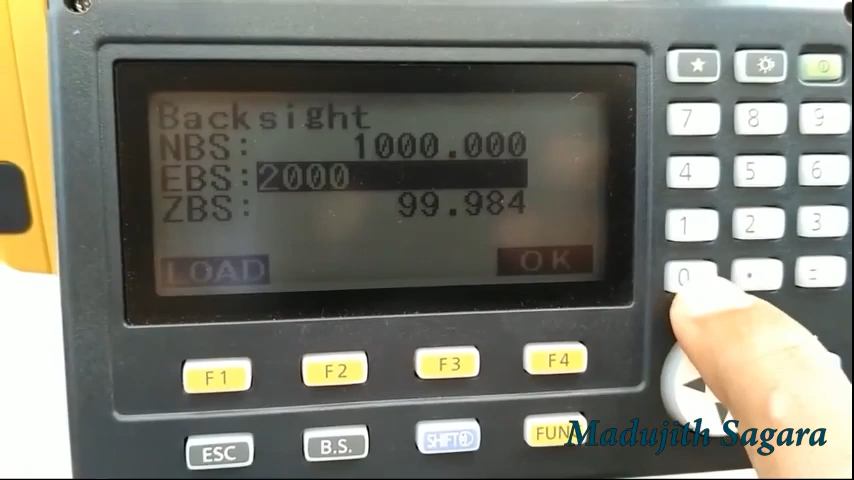 Backsight
NBS: 1000.000
EBS:2000
ZBS: 99.984
LOAD OK
7 8 9
4 5 6
1 2 3
0 . =
F1 F2 F3 F4
ESC B.S. SHIFT FUN
Madujith Sagara